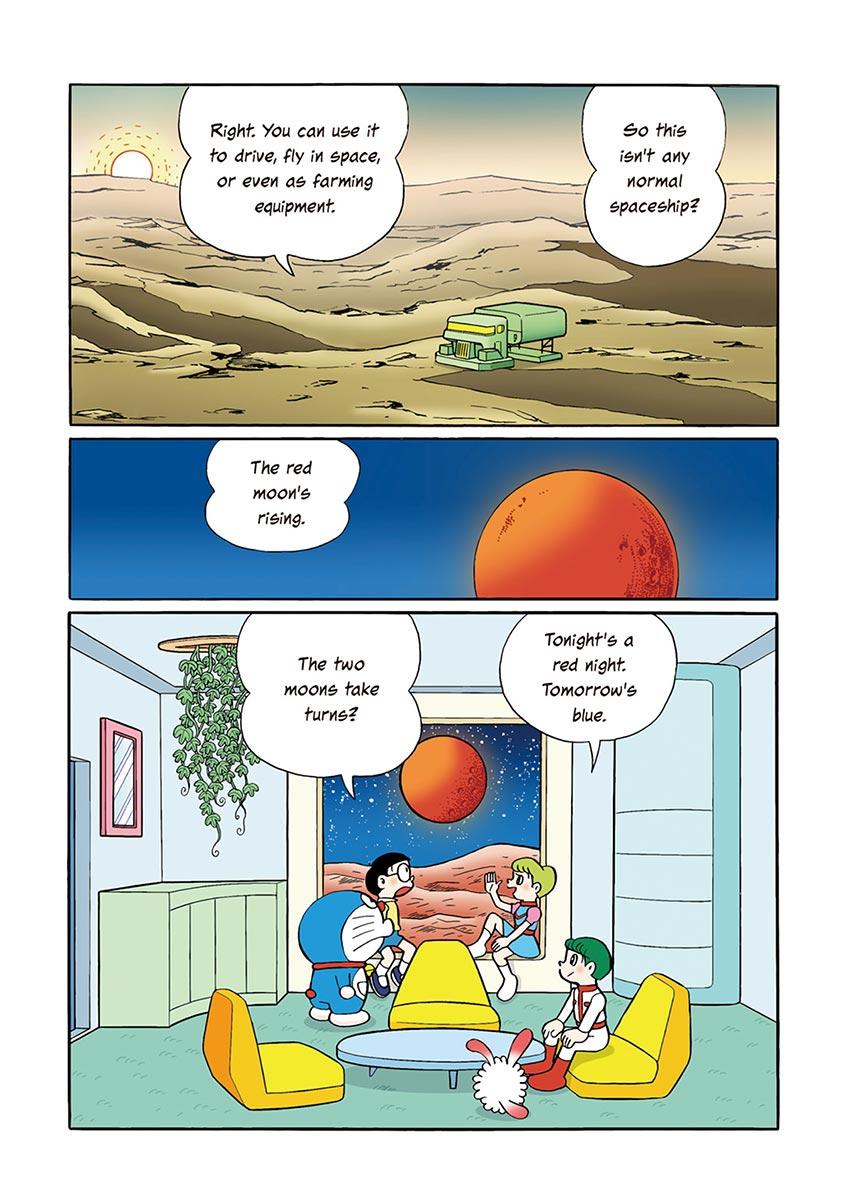 So this
isn't any
normal
spaceship?
Right. You can use it
to drive, fly in space,
or even as farming
equipment.
The red
moon's
rising.
Tonight's a
red night.
Tomorrow's
blue.
The two
moons take
turns?